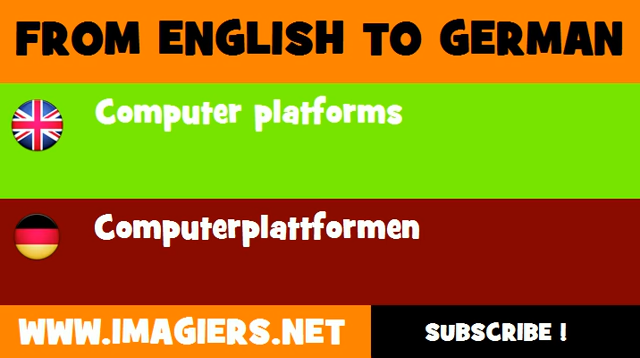 FROM ENGLISH TO GERMAN
Computer platforms
Computerplattformen
WWW.IMAGIERS.NET
SUBSCRIBE !